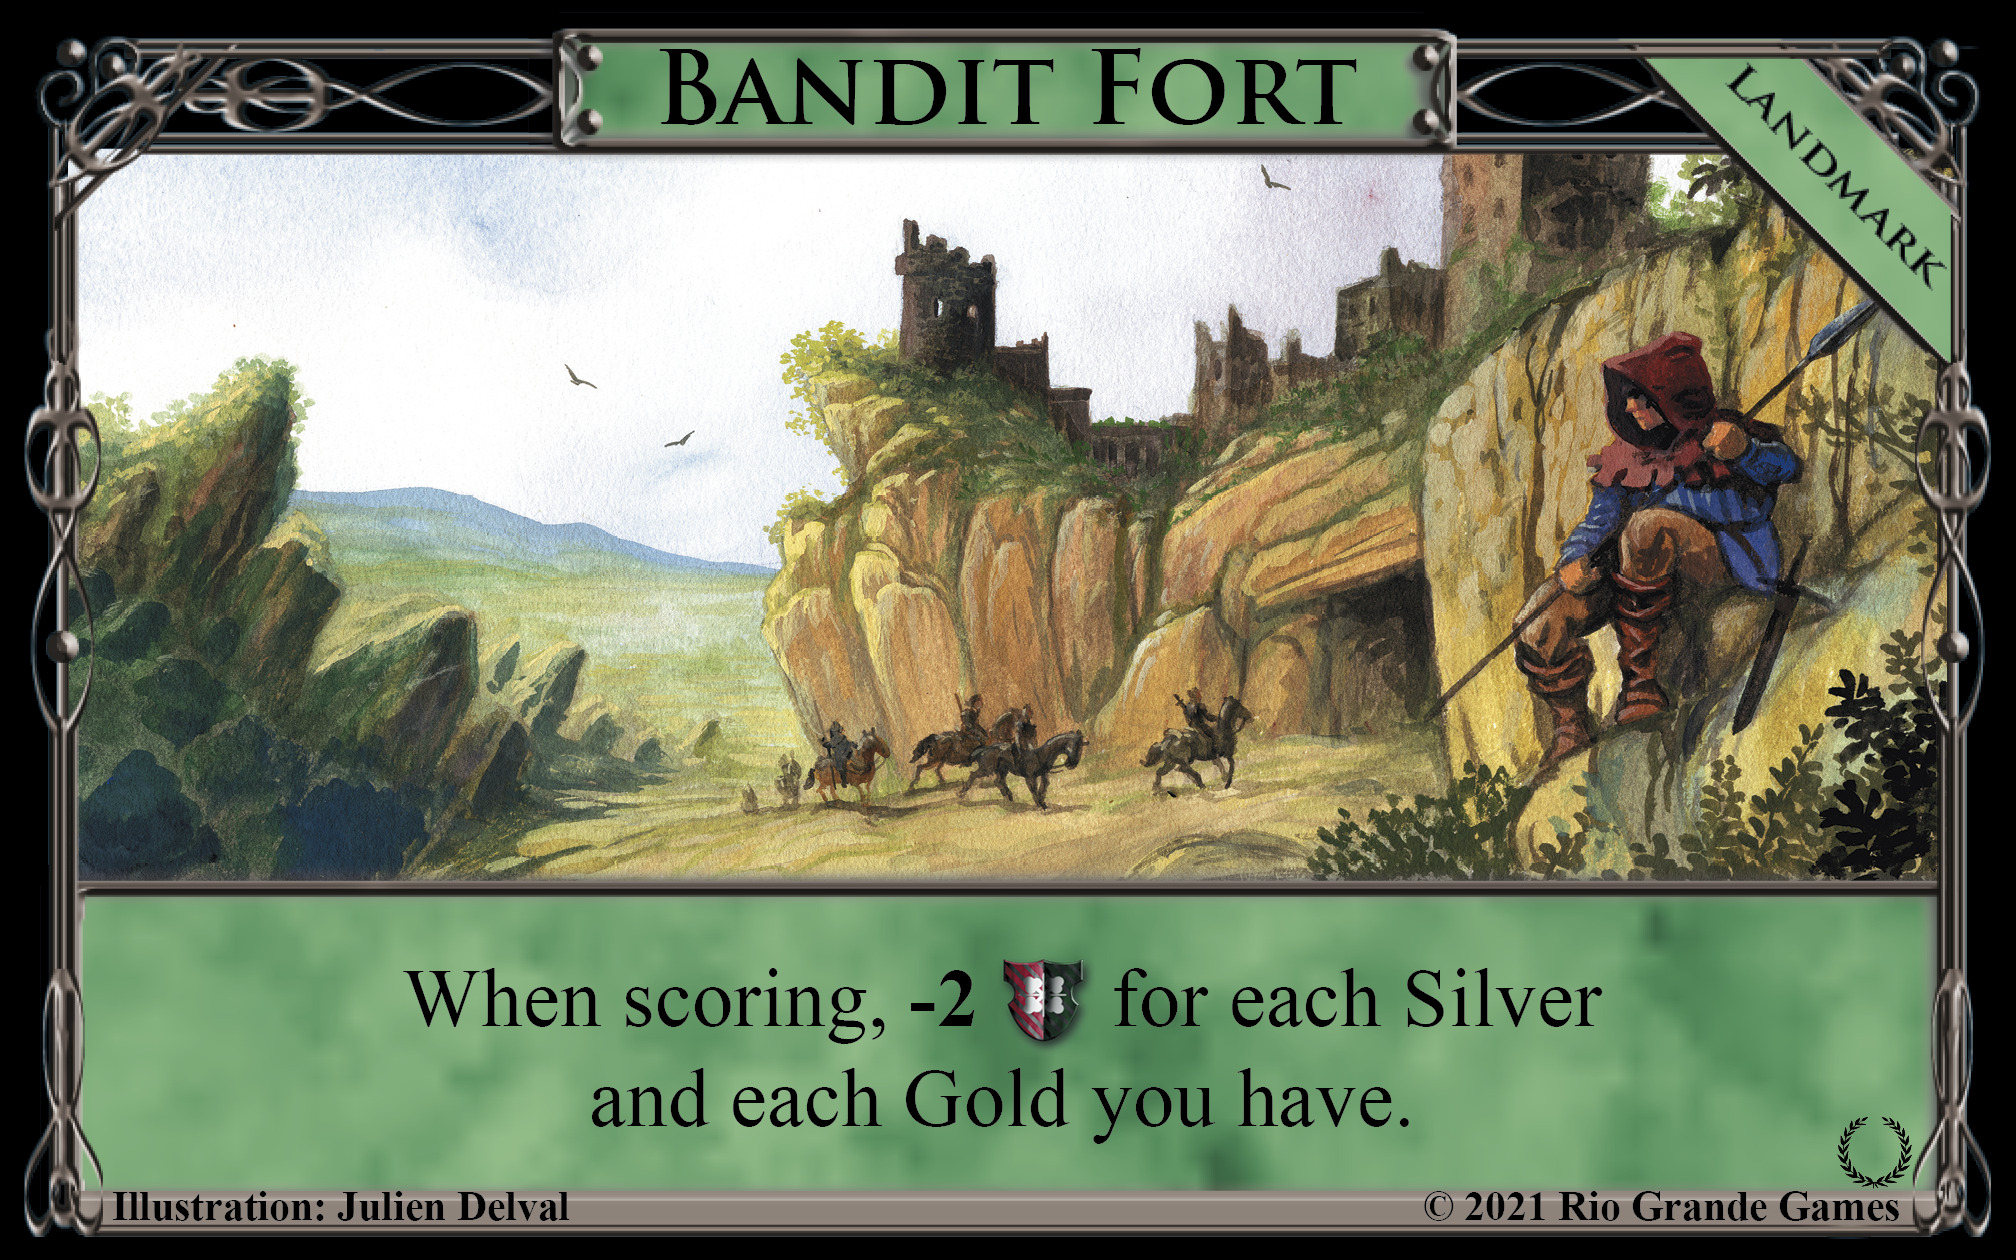 BANDIT FORT
LANDMARK
When scoring, -2 for each Silver
and each Gold you have.
Illustration: Julien Delval
© 2021 Rio Grande Games